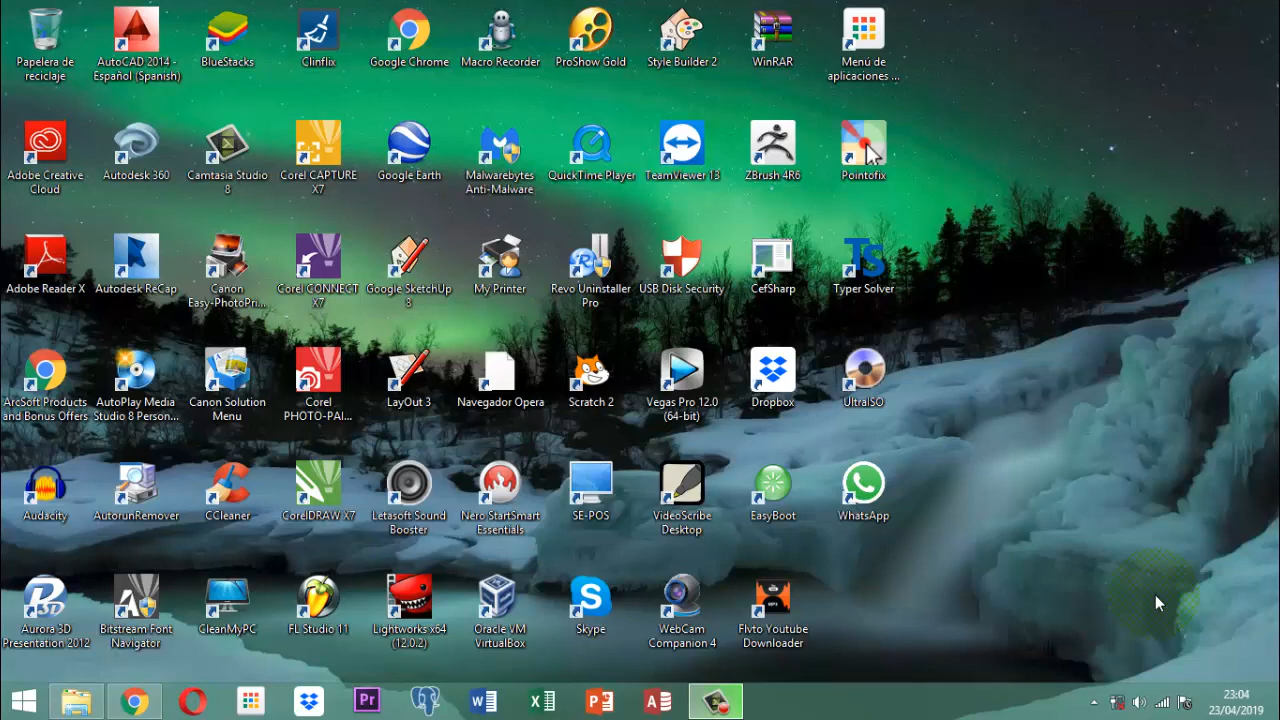 Papelera de
reciclaje
AutoCAD 2014 -
Español (Spanish)
BlueStacks
Clinflix
Google Chrome
Macro Recorder
ProShow Gold
Style Builder 2
WinRAR
Menú de
aplicaciones ...
Adobe Creative
Cloud
Autodesk 360
Camtasia Studio
8
Corel CAPTURE
X7
Google Earth
Malwarebytes
Anti-Malware
QuickTime Player
TeamViewer 13
ZBrush 4R6
Pointofix
Adobe Reader X
Autodesk ReCap
Canon
Easy-PhotoPri...
Corel CONNECT
X7
Google SketchUp
8
My Printer
Revo Uninstaller
Pro
USB Disk Security
CefSharp
Ts
Typer Solver
ArcSoft Products
and Bonus Offers
AutoPlay Media
Studio 8 Person...
Canon Solution
Menu
Corel
PHOTO-PAI...
LayOut 3
Navegador Opera
Scratch 2
Vegas Pro 12.0
(64-bit)
Dropbox
UltraISO
Audacity
AutorunRemover
CCleaner
CorelDRAW X7
Letasoft Sound
Booster
Nero StartSmart
Essentials
SE-POS
VideoScribe
Desktop
EasyBoot
WhatsApp
Aurora 3D
Presentation 2012
Bitstream Font
Navigator
CleanMyPC
FL Studio 11
Lightworks x64
(12.0.2)
Oracle VM
VirtualBox
Skype
WebCam
Companion 4
Flvto Youtube
Downloader
Pr
23:04
23/04/2019